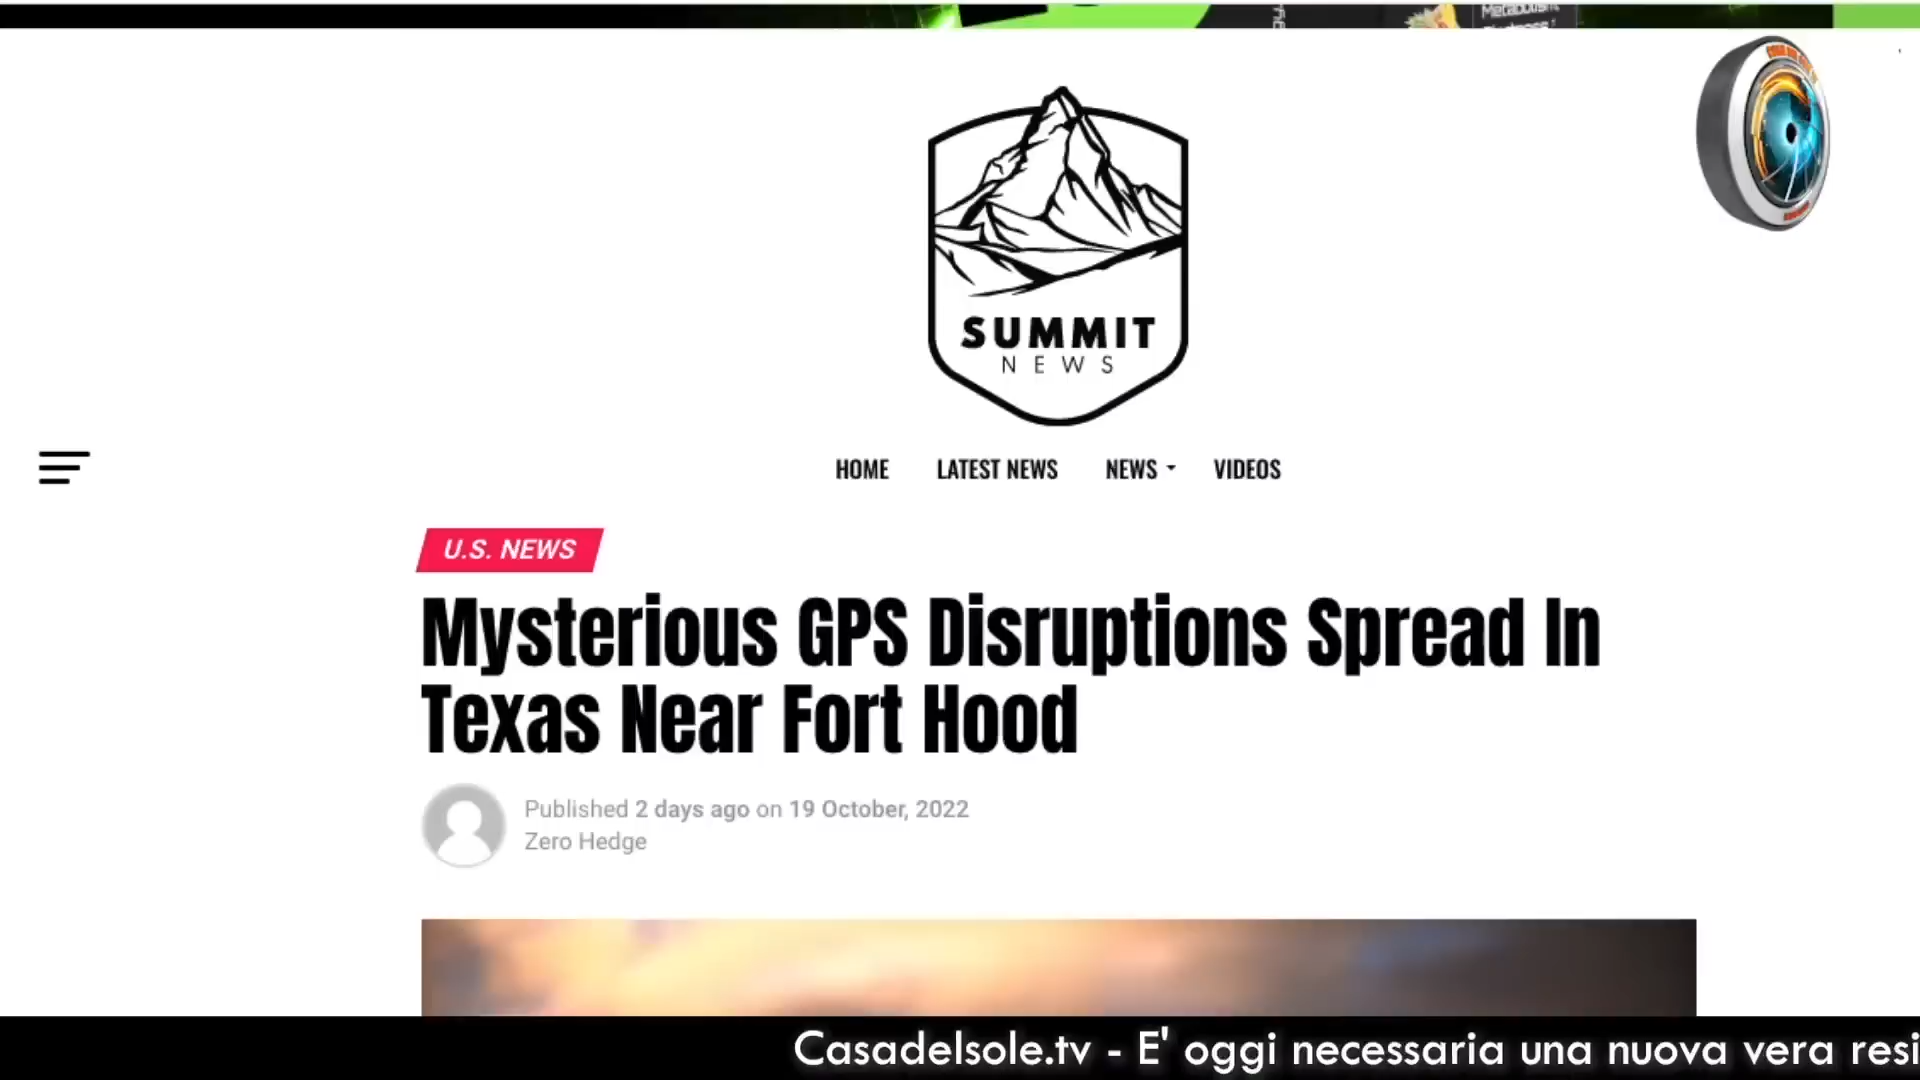 Metabolism
SUMMIT
NEWS
HOME
LATEST NEWS
NEWS
VIDEOS
U.S. NEWS
Mysterious GPS Disruptions Spread In
Texas Near Fort Hood
Published 2 days ago on 19 October, 2022
Zero Hedge
Casadelsole.tv - E' oggi necessaria una nuova vera resi